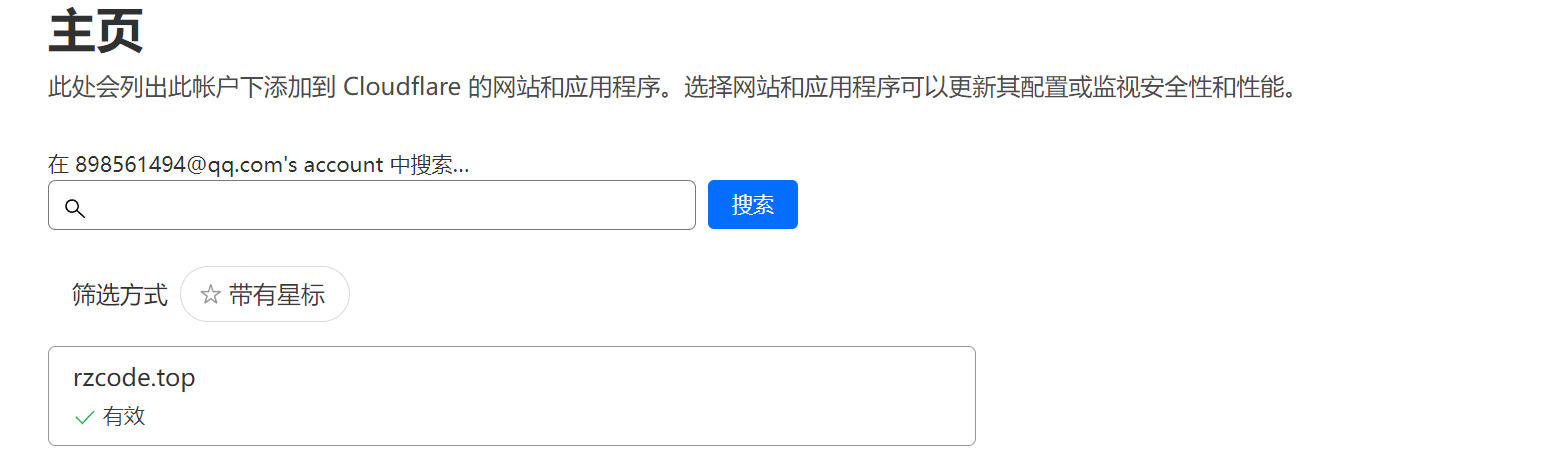 主页
此处会列出此帐户下添加到 Cloudflare 的网站和应用程序。选择网站和应用程序可以更新其配置或监视安全性和性能。
在 898561494@qq.com's account 中搜索...
搜索
筛选方式 带有星标
rzcode.top
有效